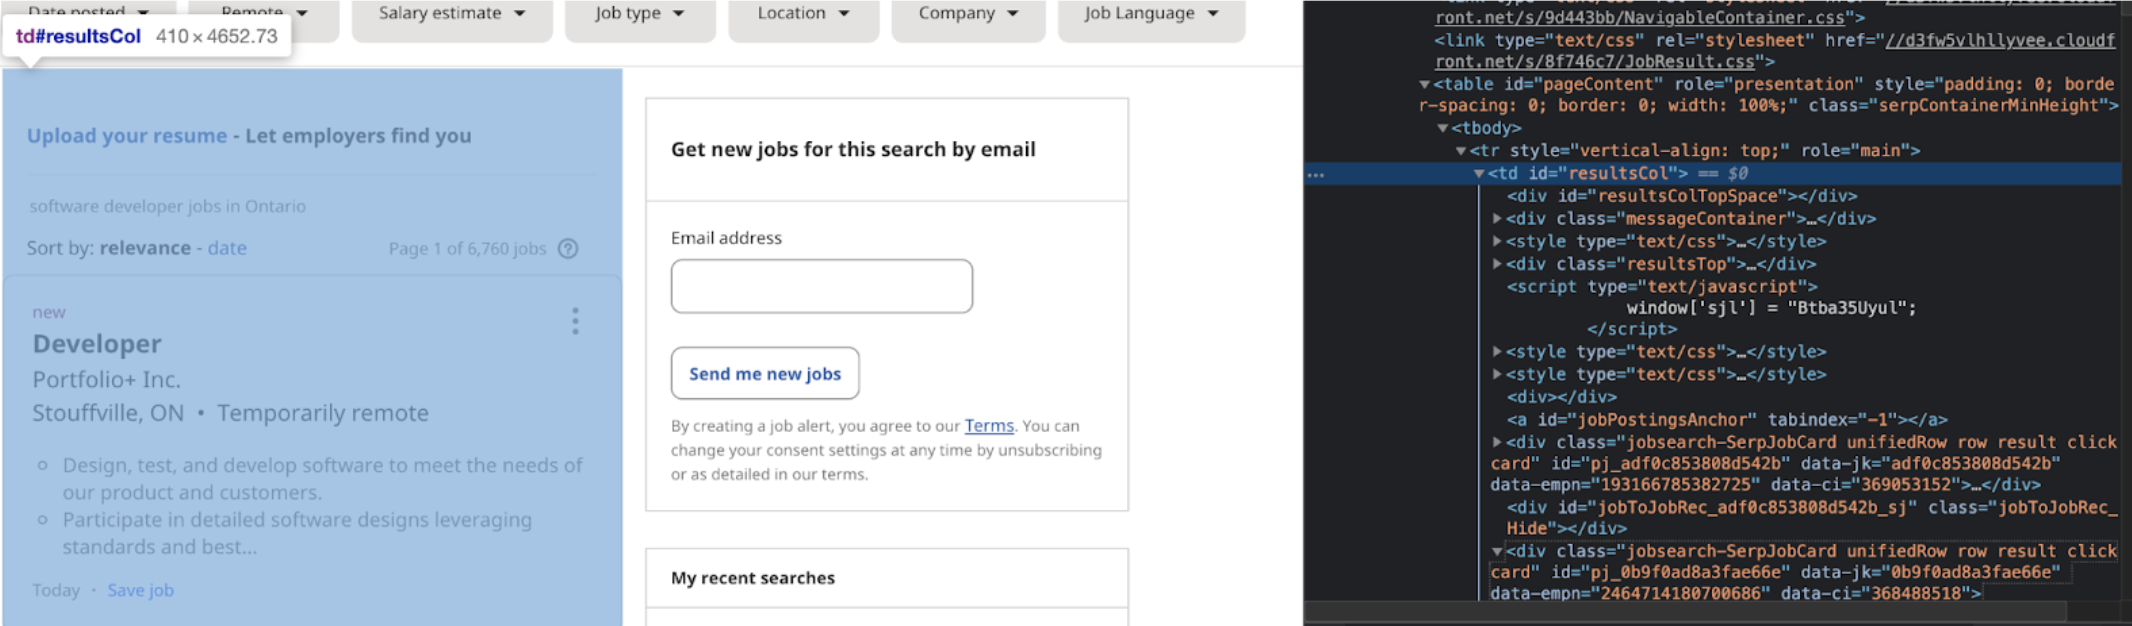 Date posted
Remote
Salary estimate
Job type
Location
Company
Job Language
td#resultsCol 410 × 4652.73
Upload your resume - Let employers find you
software developer jobs in Ontario
Sort by: relevance - date
Page 1 of 6,760 jobs
new
Developer
Portfolio+ Inc.
Stouffville, ON • Temporarily remote
Design, test, and develop software to meet the needs of
our product and customers.
Participate in detailed software designs leveraging
standards and best...
Today · Save job
Get new jobs for this search by email
Email address
Send me new jobs
By creating a job alert, you agree to our Terms. You can
change your consent settings at any time by unsubscribing
or as detailed in our terms.
My recent searches
ront.net/s/9d443bb/NavigableContainer.css">
<link type="text/css" rel="stylesheet" href="//d3fw5vlhllyvee.cloudf
ront.net/s/8f746c7/JobResult.css">
<table id="pageContent" role="presentation" style="padding: 0; borde
r-spacing: 0; border: 0; width: 100%;" class="serpContainerMinHeight">
<tbody>
<tr style="vertical-align: top;" role="main">
... <td id="resultsCol"> == $0
<div id="resultsColTopSpace"></div>
<div class="messageContainer">…</div>
<style type="text/css">…</style>
<div class="resultsTop">…</div>
<script type="text/javascript">
window['sjl'] = "Btba35Uyul";
</script>
<style type="text/css">…</style>
<style type="text/css">…</style>
<div></div>
<a id="jobPostingsAnchor" tabindex="-1"></a>
<div class="jobsearch-SerpJobCard unifiedRow row result click
card" id="pj_adf0c853808d542b" data-jk="adf0c853808d542b"
data-empn="193166785382725" data-ci="369053152">…</div>
<div id="jobToJobRec_adf0c853808d542b_sj" class="jobToJobRec_
Hide"></div>
<div class="jobsearch-SerpJobCard unifiedRow row result click
card" id="pj_0b9f0ad8a3fae66e" data-jk="0b9f0ad8a3fae66e"
data-empn="2464714180700686" data-ci="368488518">